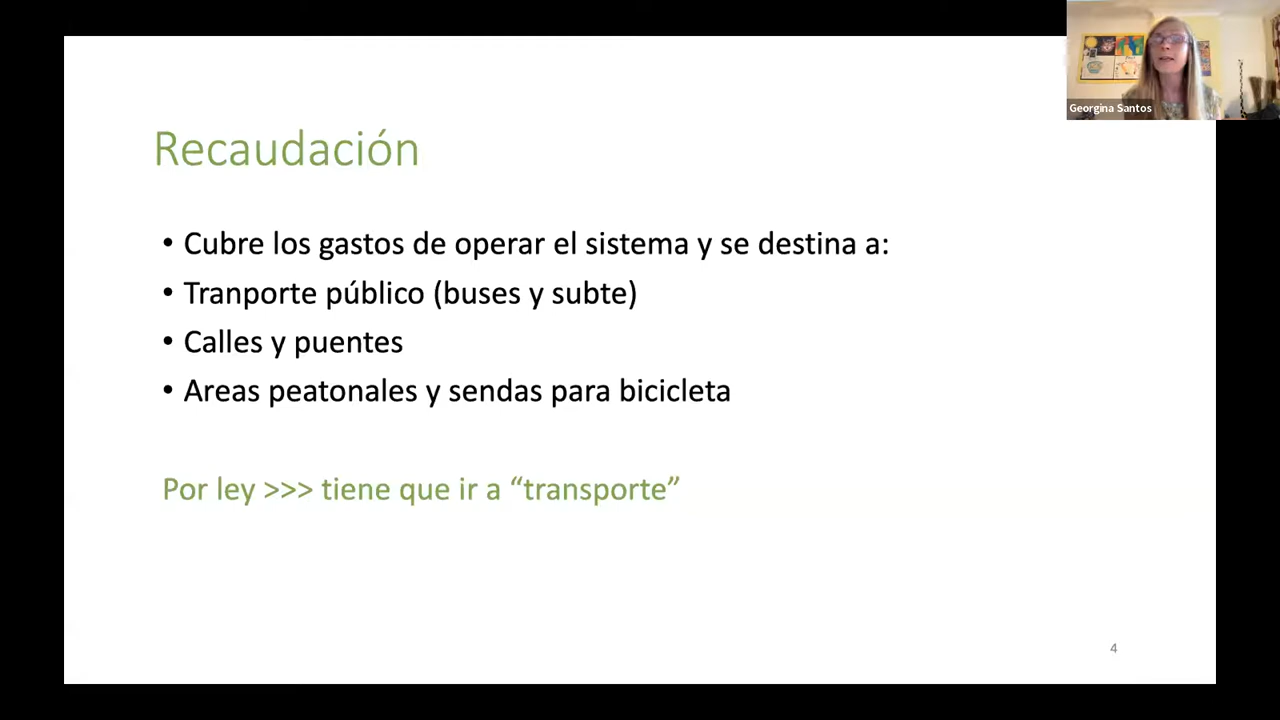 Georgina Santos
Recaudación
• Cubre los gastos de operar el sistema y se destina a:
• Tranporte público (buses y subte)
• Calles y puentes
• Areas peatonales y sendas para bicicleta
Por ley >>> tiene que ir a “transporte”
4